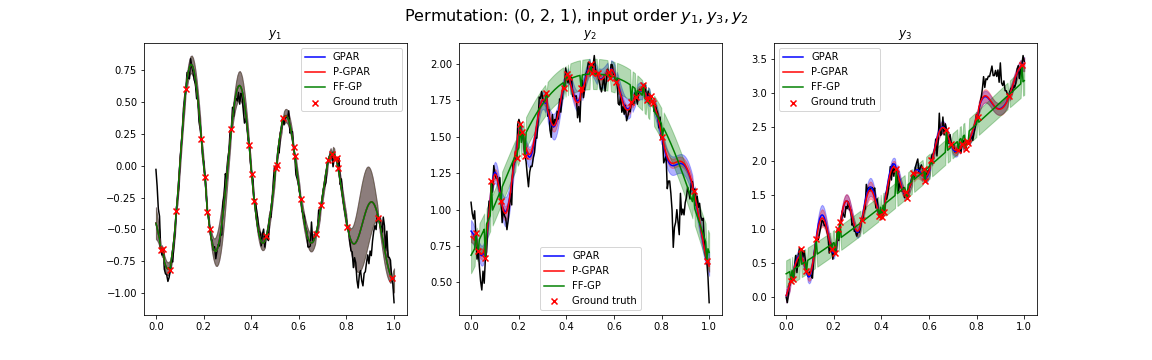 Permutation: (0, 2, 1), input order y₁, y₃, y₂
y₁
GPAR
P-GPAR
FF-GP
Ground truth
0.75
0.50
0.25
0.00
−0.25
−0.50
−0.75
−1.00
0.0 0.2 0.4 0.6 0.8 1.0
y₂
2.00
1.75
1.50
1.25
1.00
0.75
0.50
GPAR
P-GPAR
FF-GP
Ground truth
0.0 0.2 0.4 0.6 0.8 1.0
y₃
GPAR
P-GPAR
FF-GP
Ground truth
3.5
3.0
2.5
2.0
1.5
1.0
0.5
0.0
0.0 0.2 0.4 0.6 0.8 1.0